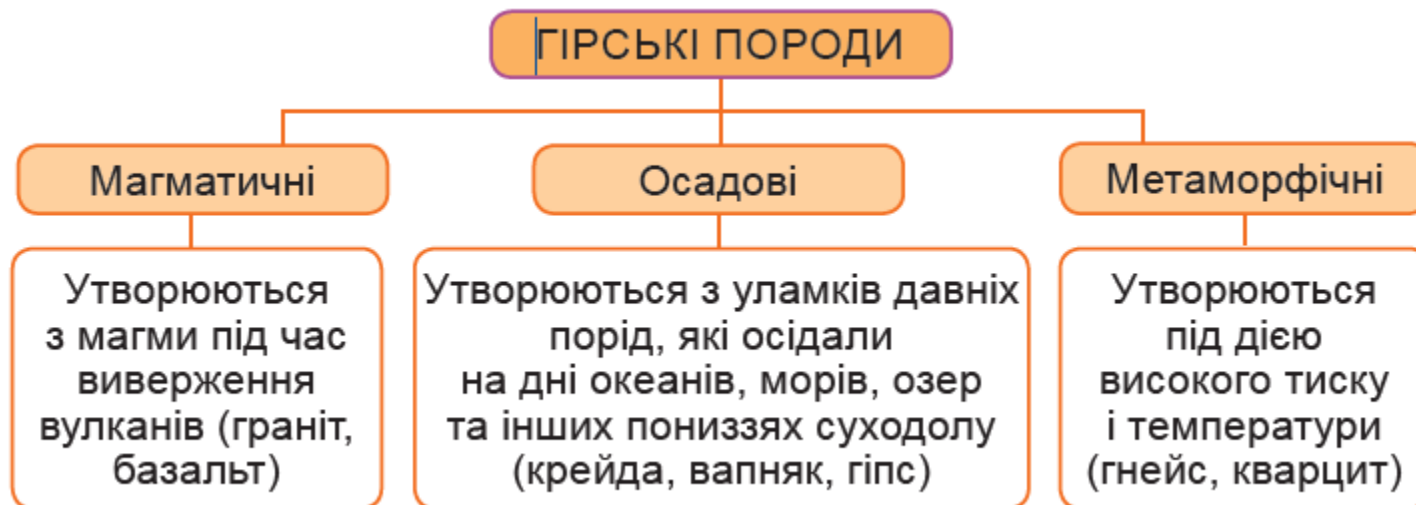 ГІРСЬКІ ПОРОДИ
Магматичні
Осадові
Метаморфічні
Утворюються
з магми під час
виверження
вулканів (граніт,
базальт)
Утворюються з уламків давніх
порід, які осідали
на дні океанів, морів, озер
та інших пониззях суходолу
(крейда, вапняк, гіпс)
Утворюються
під дією
високого тиску
і температури
(гнейс, кварцит)